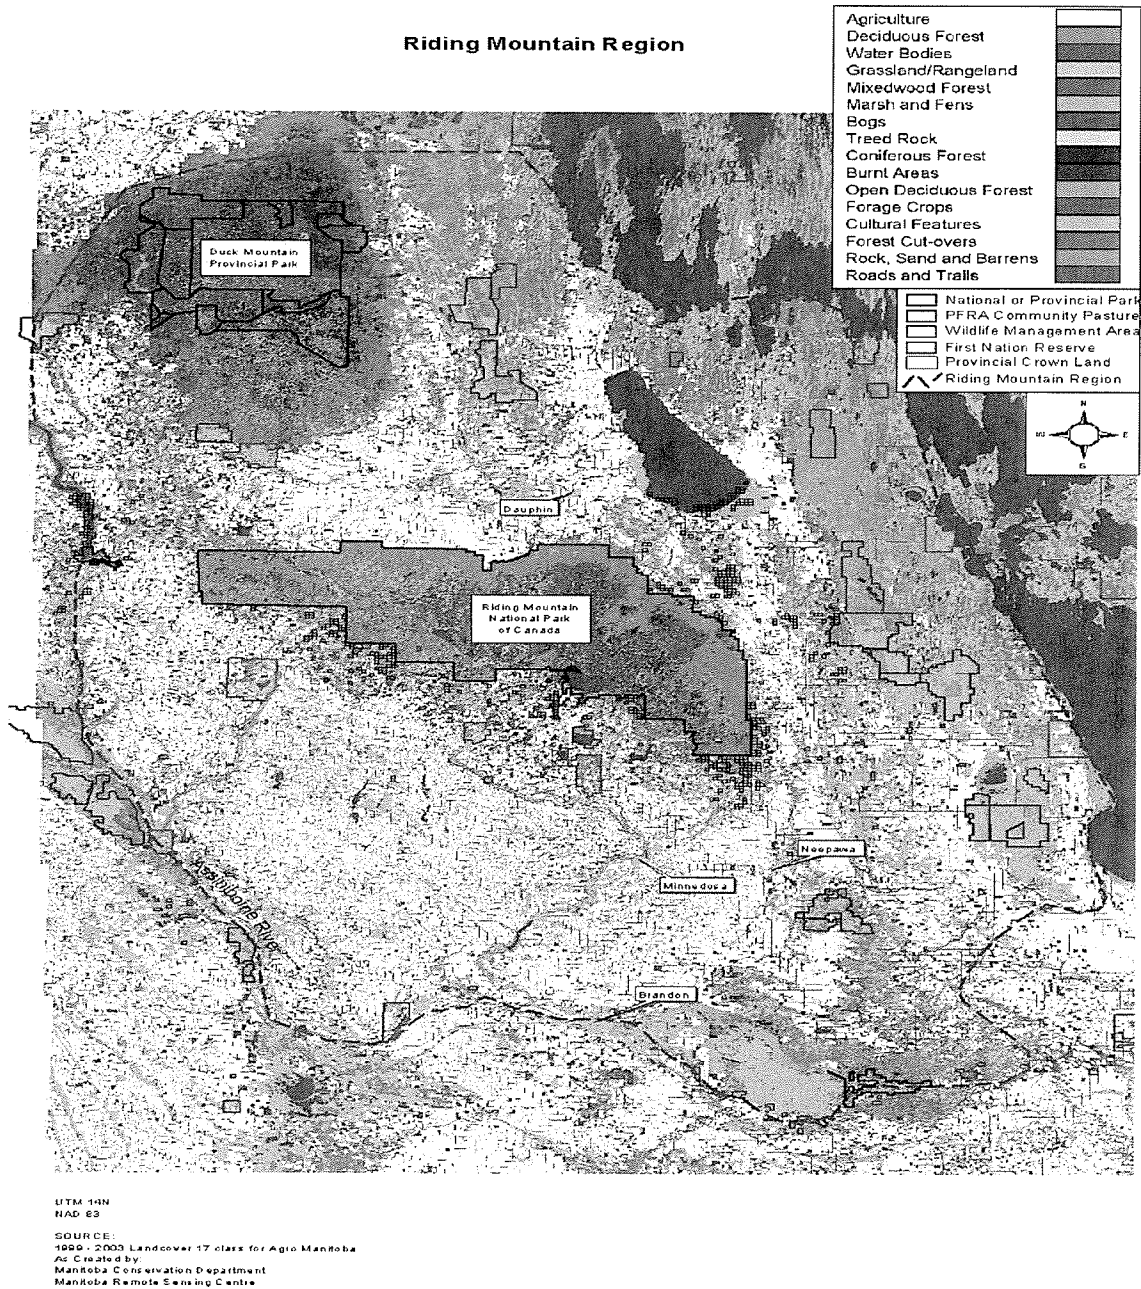 Riding Mountain Region
Agriculture
Deciduous Forest
Water Bodies
Grassland/Rangeland
Mixedwood Forest
Marsh and Fens
Bogs
Treed Rock
Coniferous Forest
Burnt Areas
Open Deciduous Forest
Forage Crops
Cultural Features
Forest Cut-overs
Rock, Sand and Barrens
Roads and Trails
National or Provincial Park
PFRA Community Pasture
Wildlife Management Area
First Nation Reserve
Provincial Crown Land
Riding Mountain Region
N
W
E
S
Duck Mountain
Provincial Park
Dauphin
Riding Mountain
National Park
of Canada
Neepawa
Minnedosa
Assiniboine River
Brandon
UTM 14N
NAD 83
SOURCE:
1999 - 2003 Landcover 17 class for Agro Manitoba
As Created by:
Manitoba Conservation Department
Manitoba Remote Sensing Centre